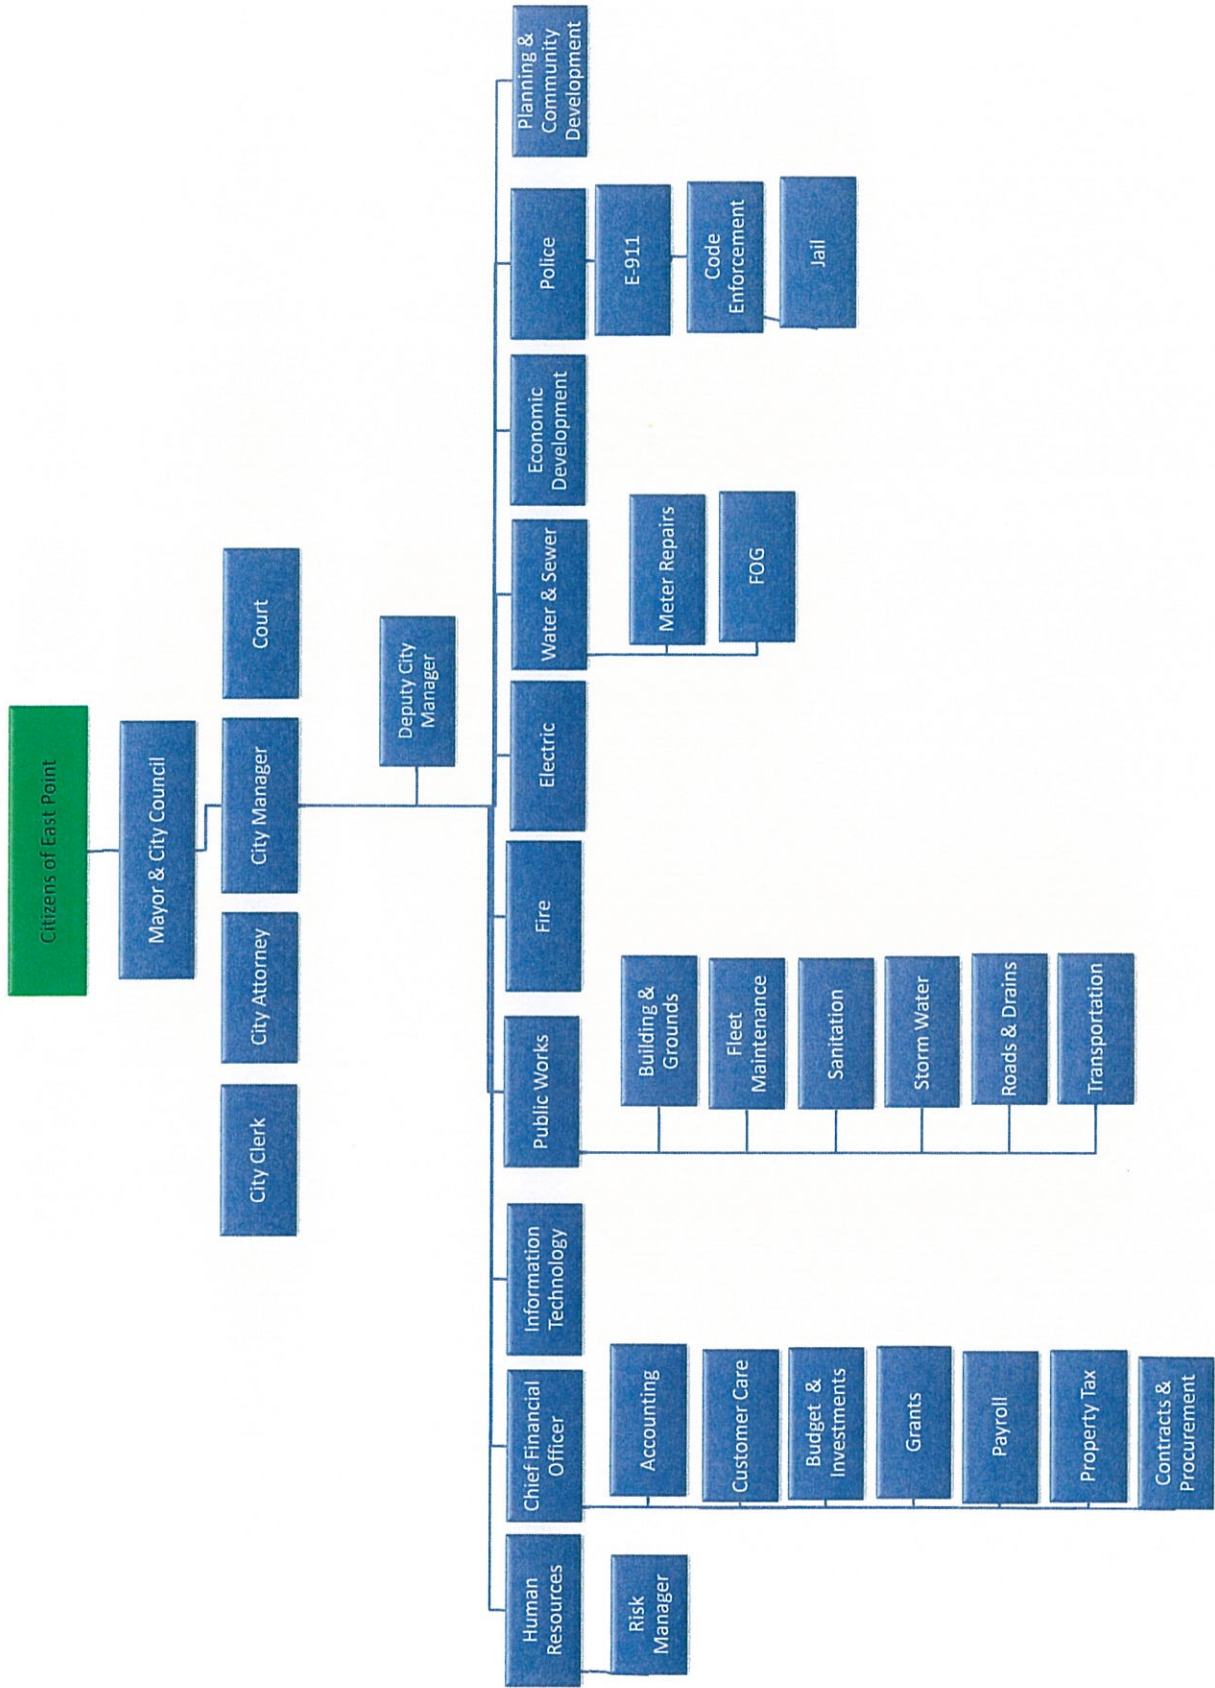 Citizens of East Point
Mayor & City Council
City Clerk
City Attorney
City Manager
Court
Deputy City
Manager
Human
Resources
Chief Financial
Officer
Information
Technology
Public Works
Fire
Electric
Water & Sewer
Economic
Development
Police
Planning &
Community
Development
Risk
Manager
Accounting
Customer Care
Budget &
Investments
Grants
Payroll
Property Tax
Contracts &
Procurement
Building &
Grounds
Fleet
Maintenance
Sanitation
Storm Water
Roads & Drains
Transportation
Meter Repairs
FOG
E-911
Code
Enforcement
Jail